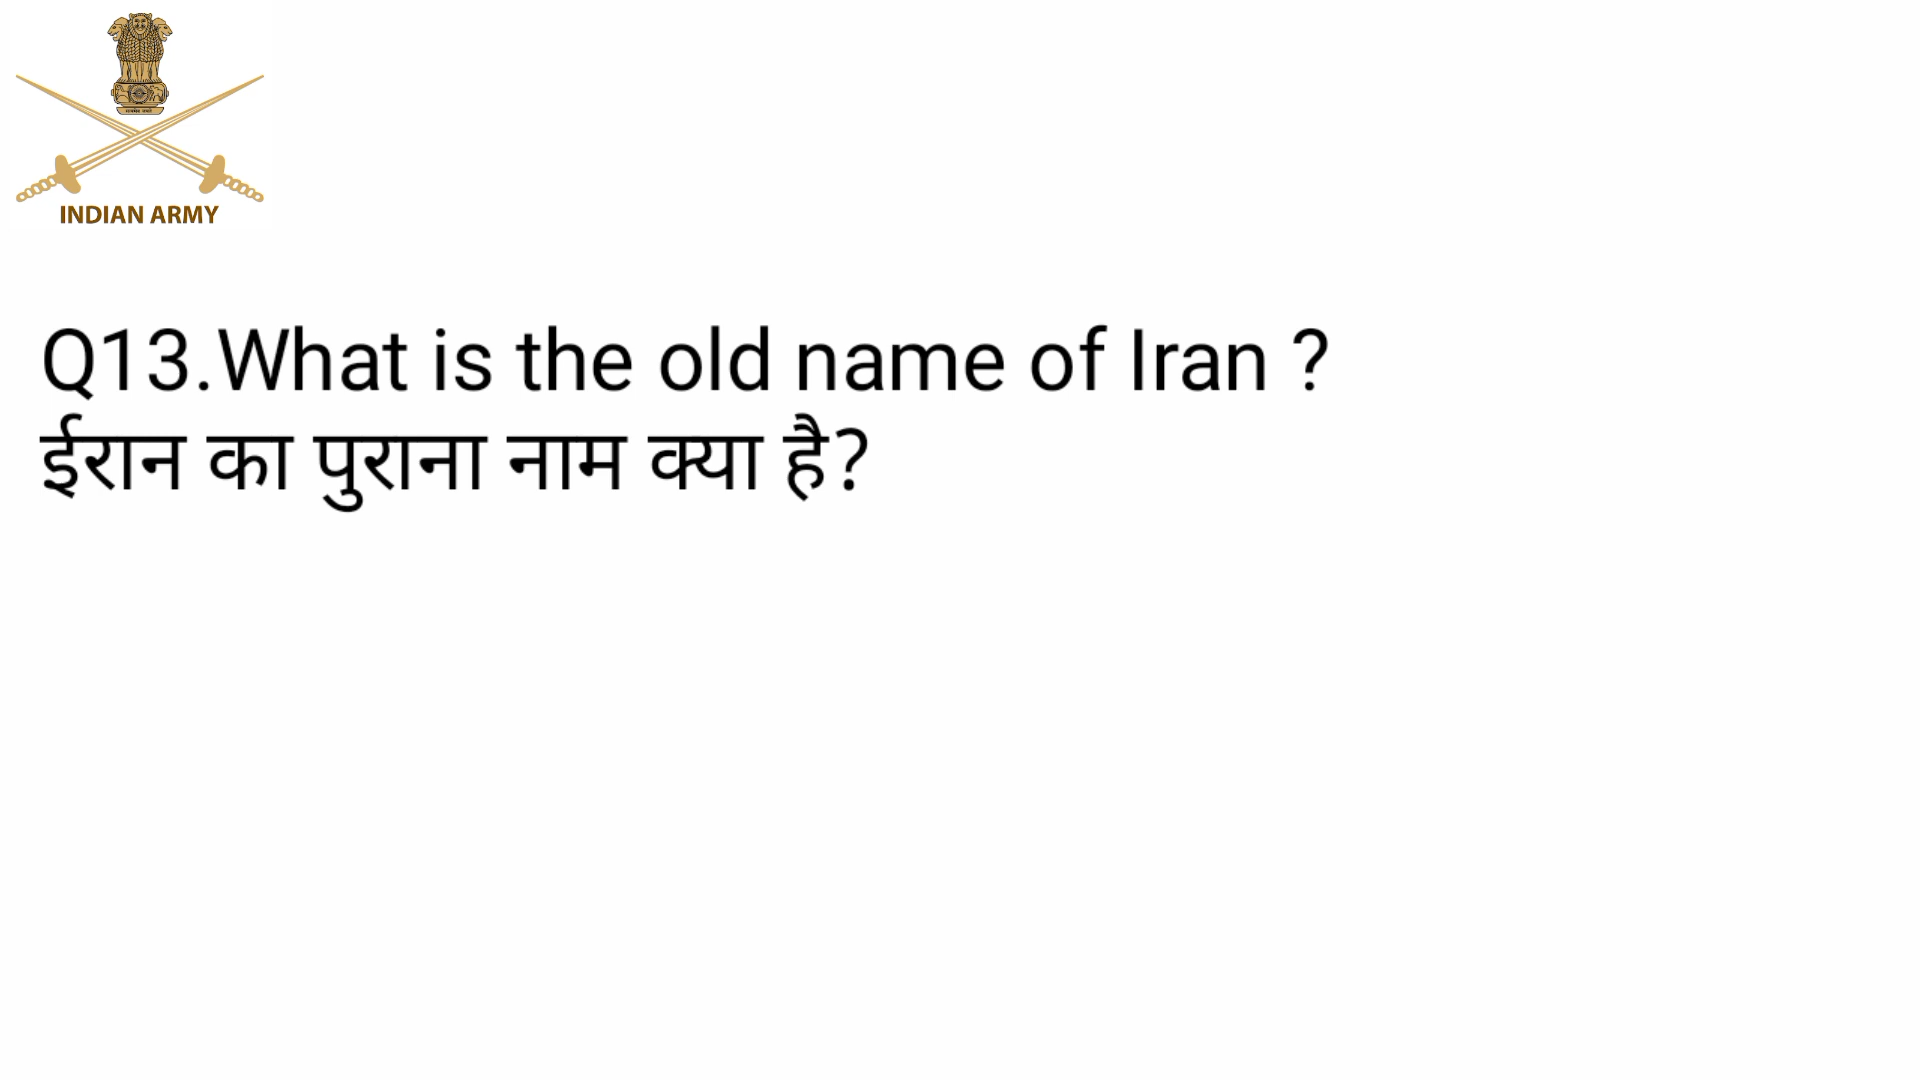 INDIAN ARMY
Q13.What is the old name of Iran ?
ईरान का पुराना नाम क्या है?